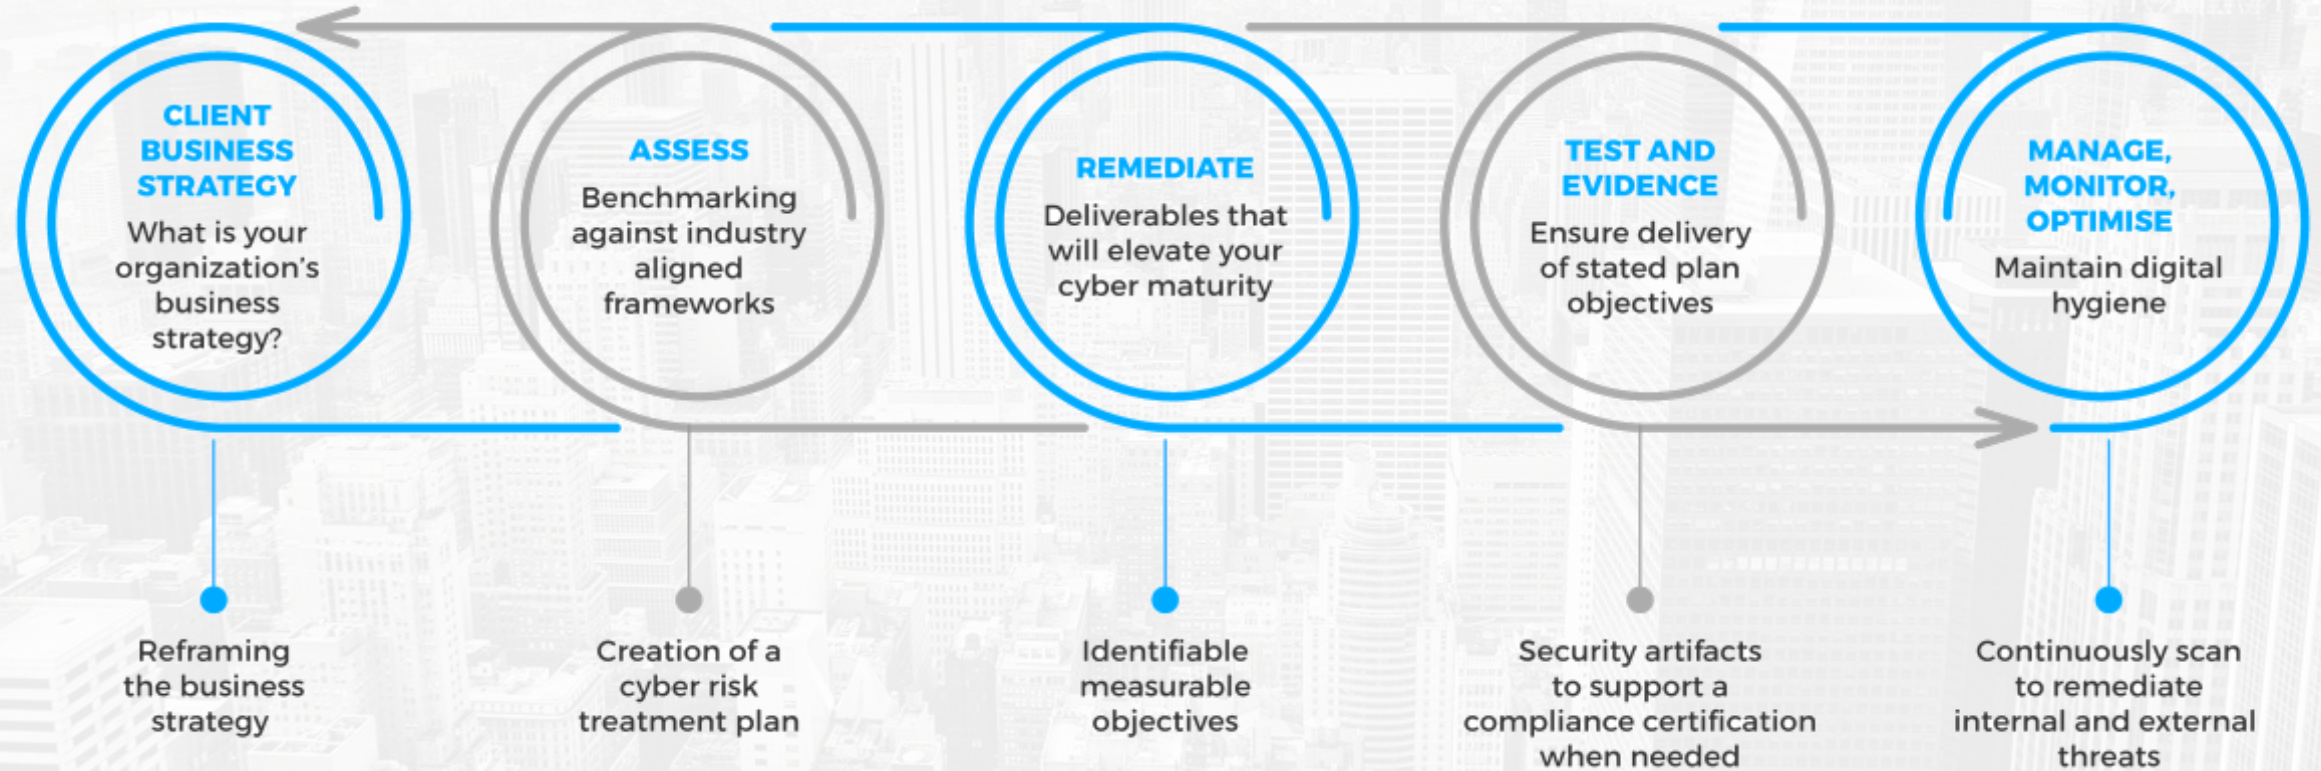 CLIENT
BUSINESS
STRATEGY
What is your
organization's
business
strategy?
ASSESS
Benchmarking
against industry
aligned
frameworks
REMEDIATE
Deliverables that
will elevate your
cyber maturity
TEST AND
EVIDENCE
Ensure delivery
of stated plan
objectives
MANAGE,
MONITOR,
OPTIMISE
Maintain digital
hygiene
Reframing
the business
strategy
Creation of a
cyber risk
treatment plan
Identifiable
measurable
objectives
Security artifacts
to support a
compliance certification
when needed
Continuously scan
to remediate
internal and external
threats